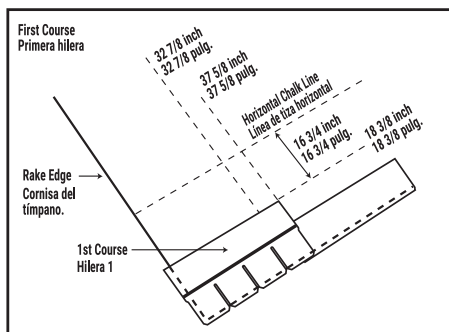 First Course
Primera hilera
32 7/8 inch
32 7/8 pulg.
37 5/8 inch
37 5/8 pulg.
Horizontal Chalk Line
Línea de tiza horizontal
16 3/4 inch
16 3/4 pulg.
18 3/8 inch
18 3/8 pulg.
Rake Edge
Cornisa del
tímpano.
1st Course
Hilera 1